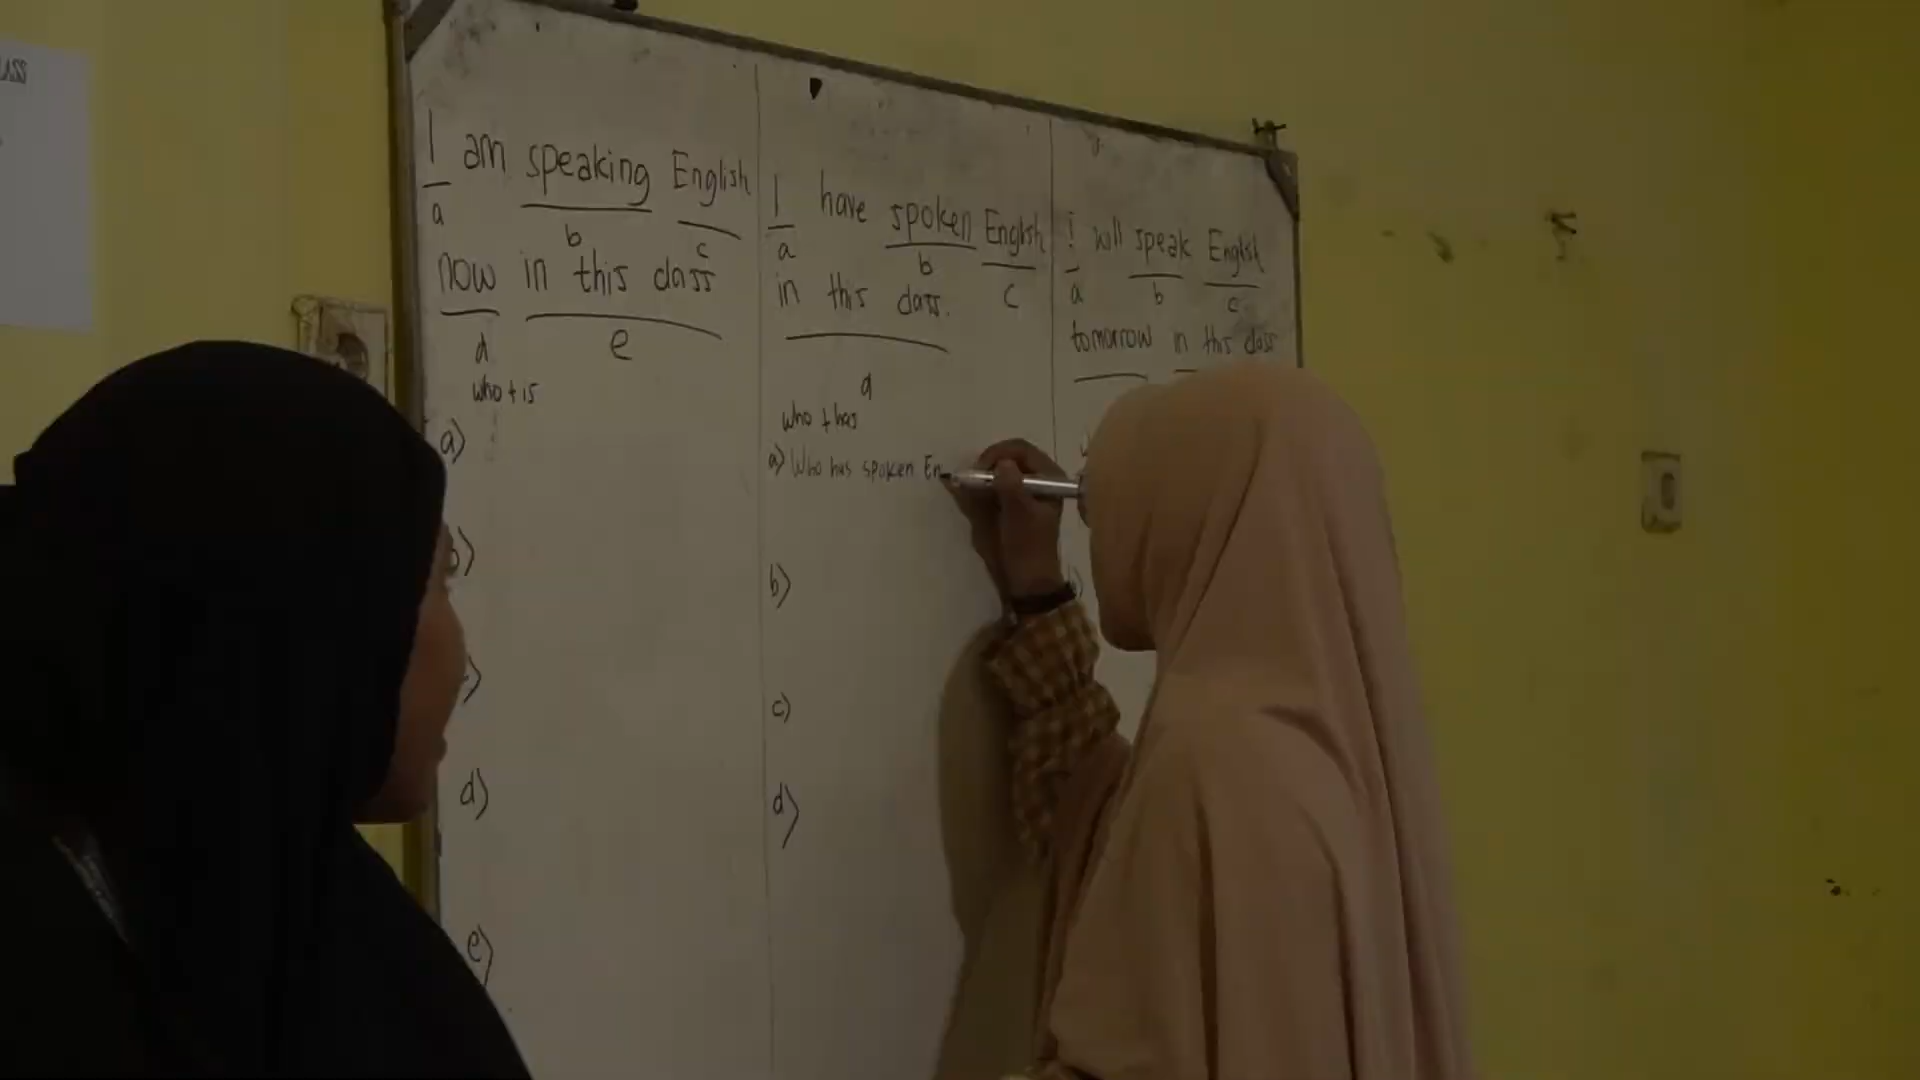 LASS
I am speaking English
a b c
now in this class
d e
who + is
a)
b)
c)
d)
e)
I have spoken English
a b c
in this class.
d
who + has
a) Who has spoken En
b)
c)
d)
I will speak English
a b c
tomorrow in this class
b)